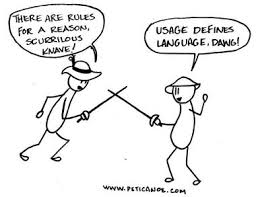 THERE ARE RULES
FOR A REASON,
SCURRILOUS
KNAVE!
USAGE DEFINES
LANGUAGE, DAWG!
WWW.PETICANOE.COM